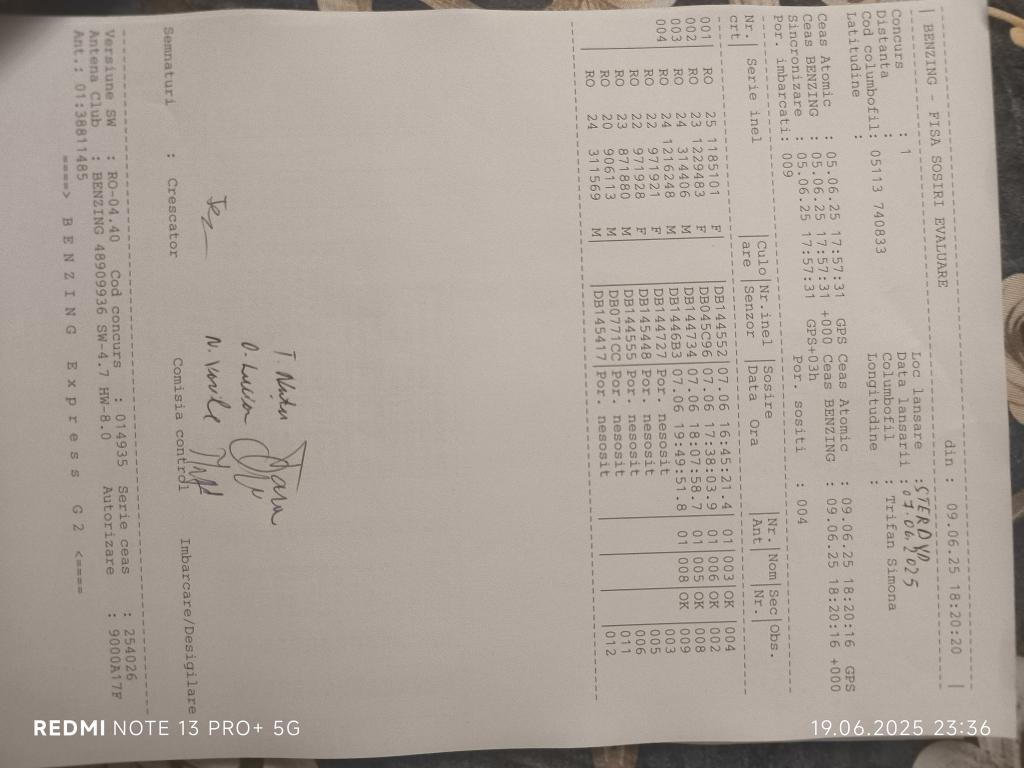 | BENZING - FISA SOSIRI EVALUARE din : 09.06.25 18:20:20 |
Concurs : 1 Loc lansare : STERDYD
Distanta : Data lansarii : 07.06.2025
Cod columbofil: 05113 740833 Columbofil : Trifan Simona
Latitudine : Longitudine :
Ceas Atomic : 05.06.25 17:57:31 GPS Ceas Atomic : 09.06.25 18:20:16 GPS
Ceas BENZING : 05.06.25 17:57:31 +000 Ceas BENZING : 09.06.25 18:20:16 +000
Sincronizare : 05.06.25 17:57:31 GPS+03h
Por. imbarcati: 009 Por. sositi : 004
Nr. Serie inel |Culo|Nr.inel |Sosire |Nr.|Nom|Sec|Obs.
crt| |are |Senzor |Data Ora |Ant| |Nr.|
001| RO 25 1185101 F| |DB144552|07.06 16:45:21.4 01|003|OK |004
002| RO 23 1229483 F| |DB045C96|07.06 17:38:03.9 01|006|OK |002
003| RO 24 314406 M| |DB144734|07.06 18:07:58.7 01|005|OK |008
004| RO 24 1216248 M| |DB1446B3|07.06 19:49:51.8 01|008|OK |009
| RO 22 971921 F| |DB144727|Por. nesosit | | |003
| RO 22 971928 F| |DB145448|Por. nesosit | | |005
| RO 23 871880 M| |DB144555|Por. nesosit | | |006
| RO 20 906113 M| |DB0771CC|Por. nesosit | | |011
| RO 24 311569 M| |DB145417|Por. nesosit | | |012
Semnaturi : Crescator Comisia control Imbarcare/Desigilare
Versiune SW : RO-04.40 Cod concurs : 014935 Serie ceas : 254026
Antena Club : BENZING 48909936 SW-4.7 HW-8.0 Autorizare : 9000A17F
Ant.: 01:38811485
====> B E N Z I N G E x p r e s s G 2 <====
REDMI NOTE 13 PRO+ 5G
19.06.2025 23:36